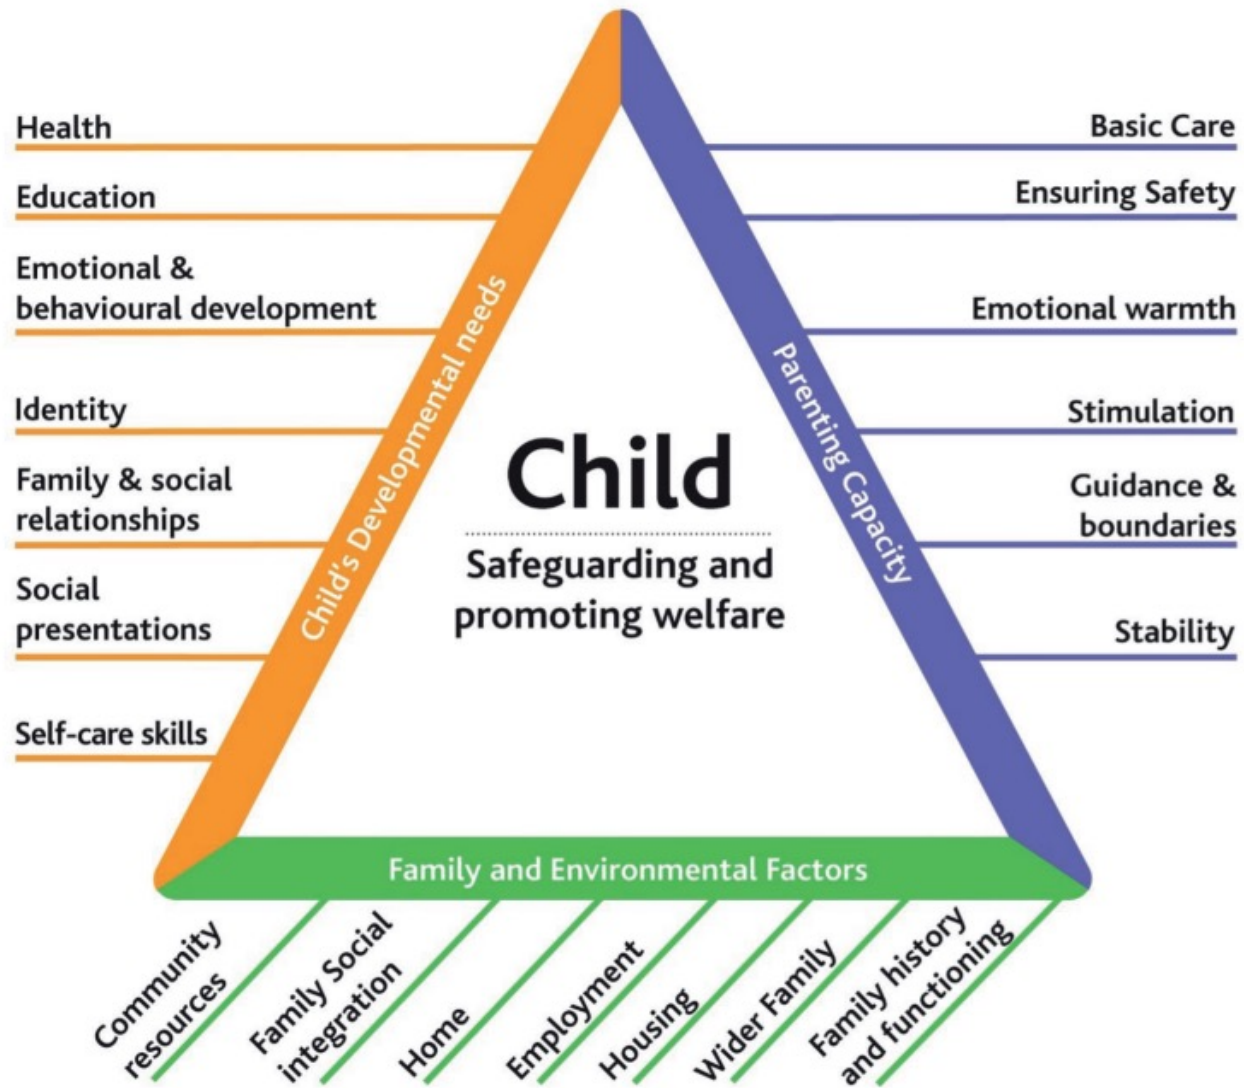 Health
Education
Emotional &
behavioural development
Identity
Family & social
relationships
Social
presentations
Self-care skills
Child's Developmental needs
Child
Safeguarding and
promoting welfare
Parenting Capacity
Basic Care
Ensuring Safety
Emotional warmth
Stimulation
Guidance &
boundaries
Stability
Family and Environmental Factors
Community
resources
Family Social
integration
Home
Employment
Housing
Wider Family
Family history
and functioning